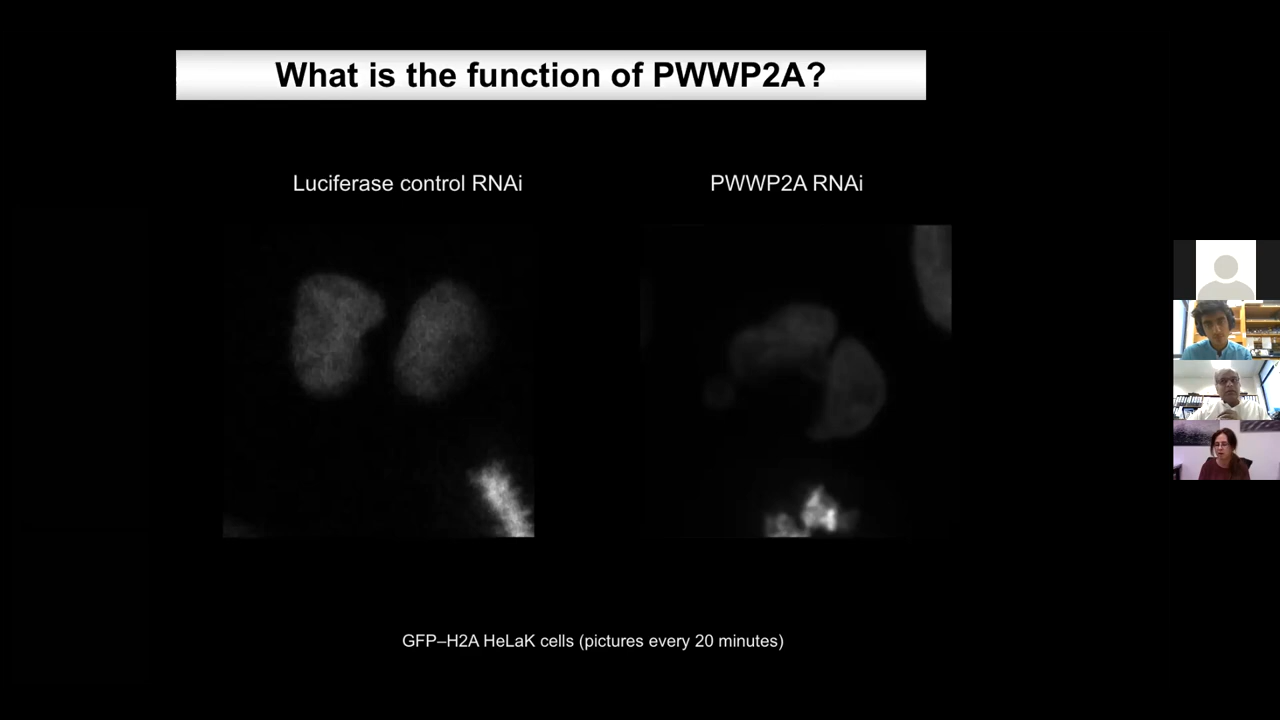 What is the function of PWWP2A?
Luciferase control RNAi
PWWP2A RNAi
GFP–H2A HeLaK cells (pictures every 20 minutes)